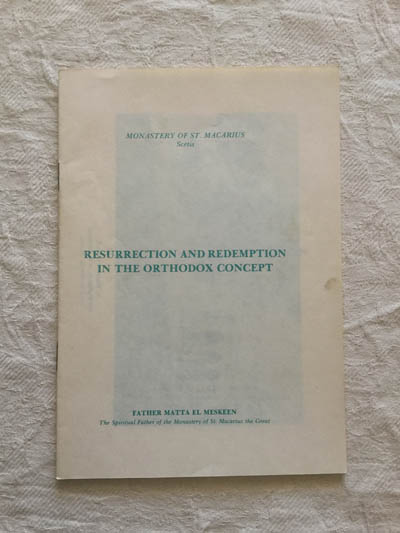 MONASTERY OF ST. MACARIUS
Scetis
RESURRECTION AND REDEMPTION
IN THE ORTHODOX CONCEPT
FATHER MATTA EL MESKEEN
The Spiritual Father of the Monastery of St. Macarius the Great